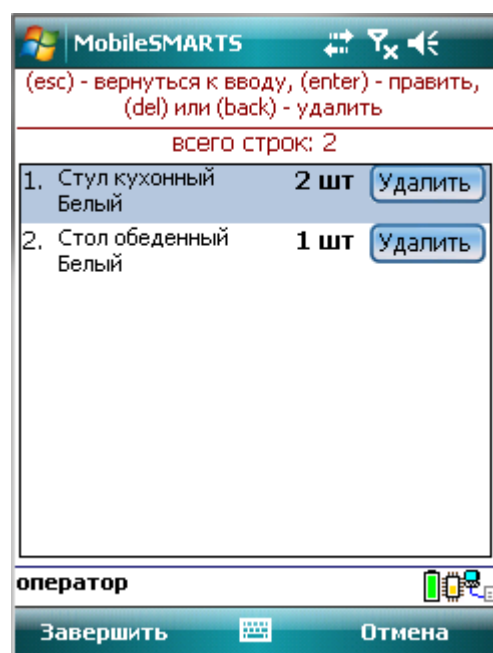 MobileSMARTS
(esc) - вернуться к вводу, (enter) - править,
(del) или (back) - удалить
всего строк: 2
1. Стул кухонный 2 шт Удалить
Белый
2. Стол обеденный 1 шт Удалить
Белый
оператор
Завершить Отмена